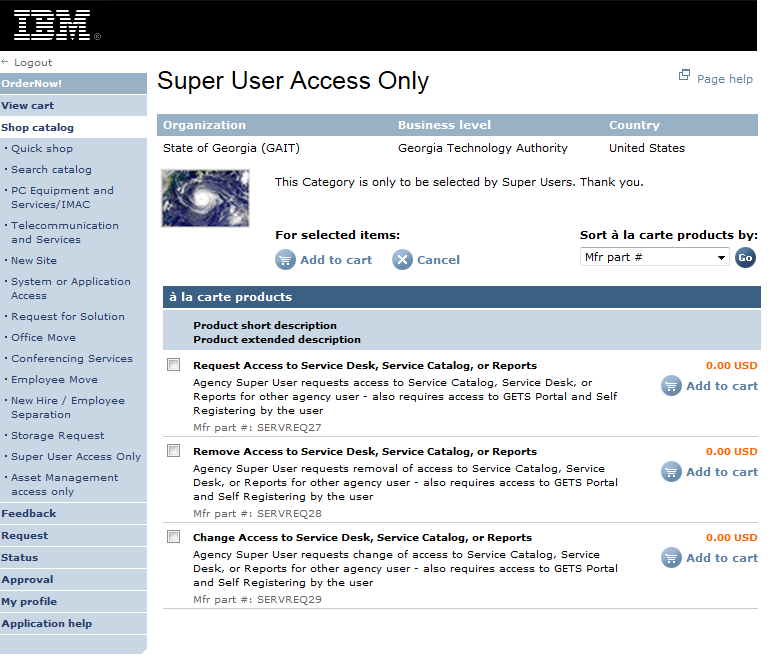 IBM®
← Logout
OrderNow!
View cart
Shop catalog
· Quick shop
· Search catalog
· PC Equipment and
Services/IMAC
· Telecommunication
and Services
· New Site
· System or Application
Access
· Request for Solution
· Office Move
· Conferencing Services
· Employee Move
· New Hire / Employee
Separation
· Storage Request
· Super User Access Only
· Asset Management
access only
Feedback
Request
Status
Approval
My profile
Application help
Super User Access Only
Page help
Organization Business level Country
State of Georgia (GAIT) Georgia Technology Authority United States
This Category is only to be selected by Super Users. Thank you.
For selected items:
Add to cart Cancel
Sort à la carte products by:
Mfr part # Go
à la carte products
Product short description
Product extended description
Request Access to Service Desk, Service Catalog, or Reports
Agency Super User requests access to Service Catalog, Service Desk, or
Reports for other agency user - also requires access to GETS Portal and Self
Registering by the user
Mfr part #: SERVREQ27
0.00 USD
Add to cart
Remove Access to Service Desk, Service Catalog, or Reports
Agency Super User requests removal of access to Service Catalog, Service
Desk, or Reports for other agency user - also requires access to GETS Portal
and Self Registering by the user
Mfr part #: SERVREQ28
0.00 USD
Add to cart
Change Access to Service Desk, Service Catalog, or Reports
Agency Super User requests change of access to Service Catalog, Service
Desk, or Reports for other agency user - also requires access to GETS Portal
and Self Registering by the user
Mfr part #: SERVREQ29
0.00 USD
Add to cart